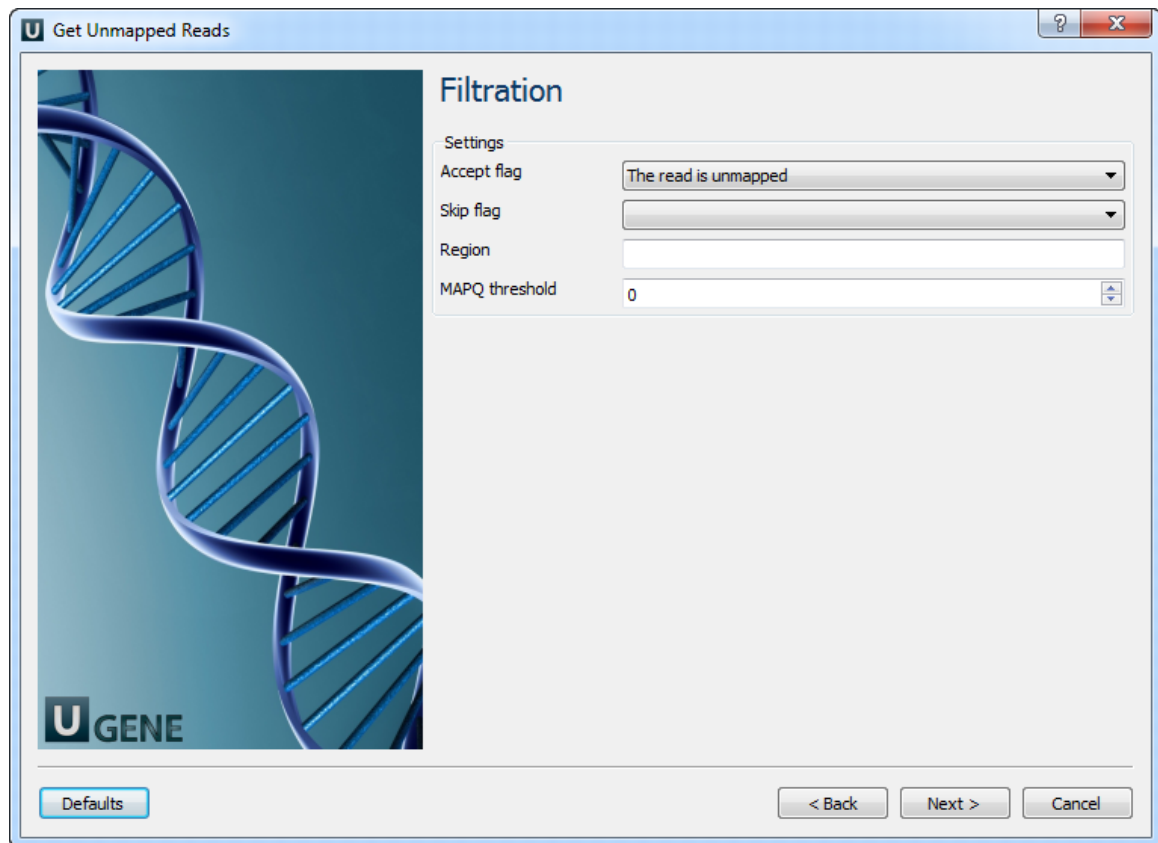 U Get Unmapped Reads
Filtration
Settings
Accept flag The read is unmapped
Skip flag
Region
MAPQ threshold 0
U GENE
Defaults < Back Next > Cancel